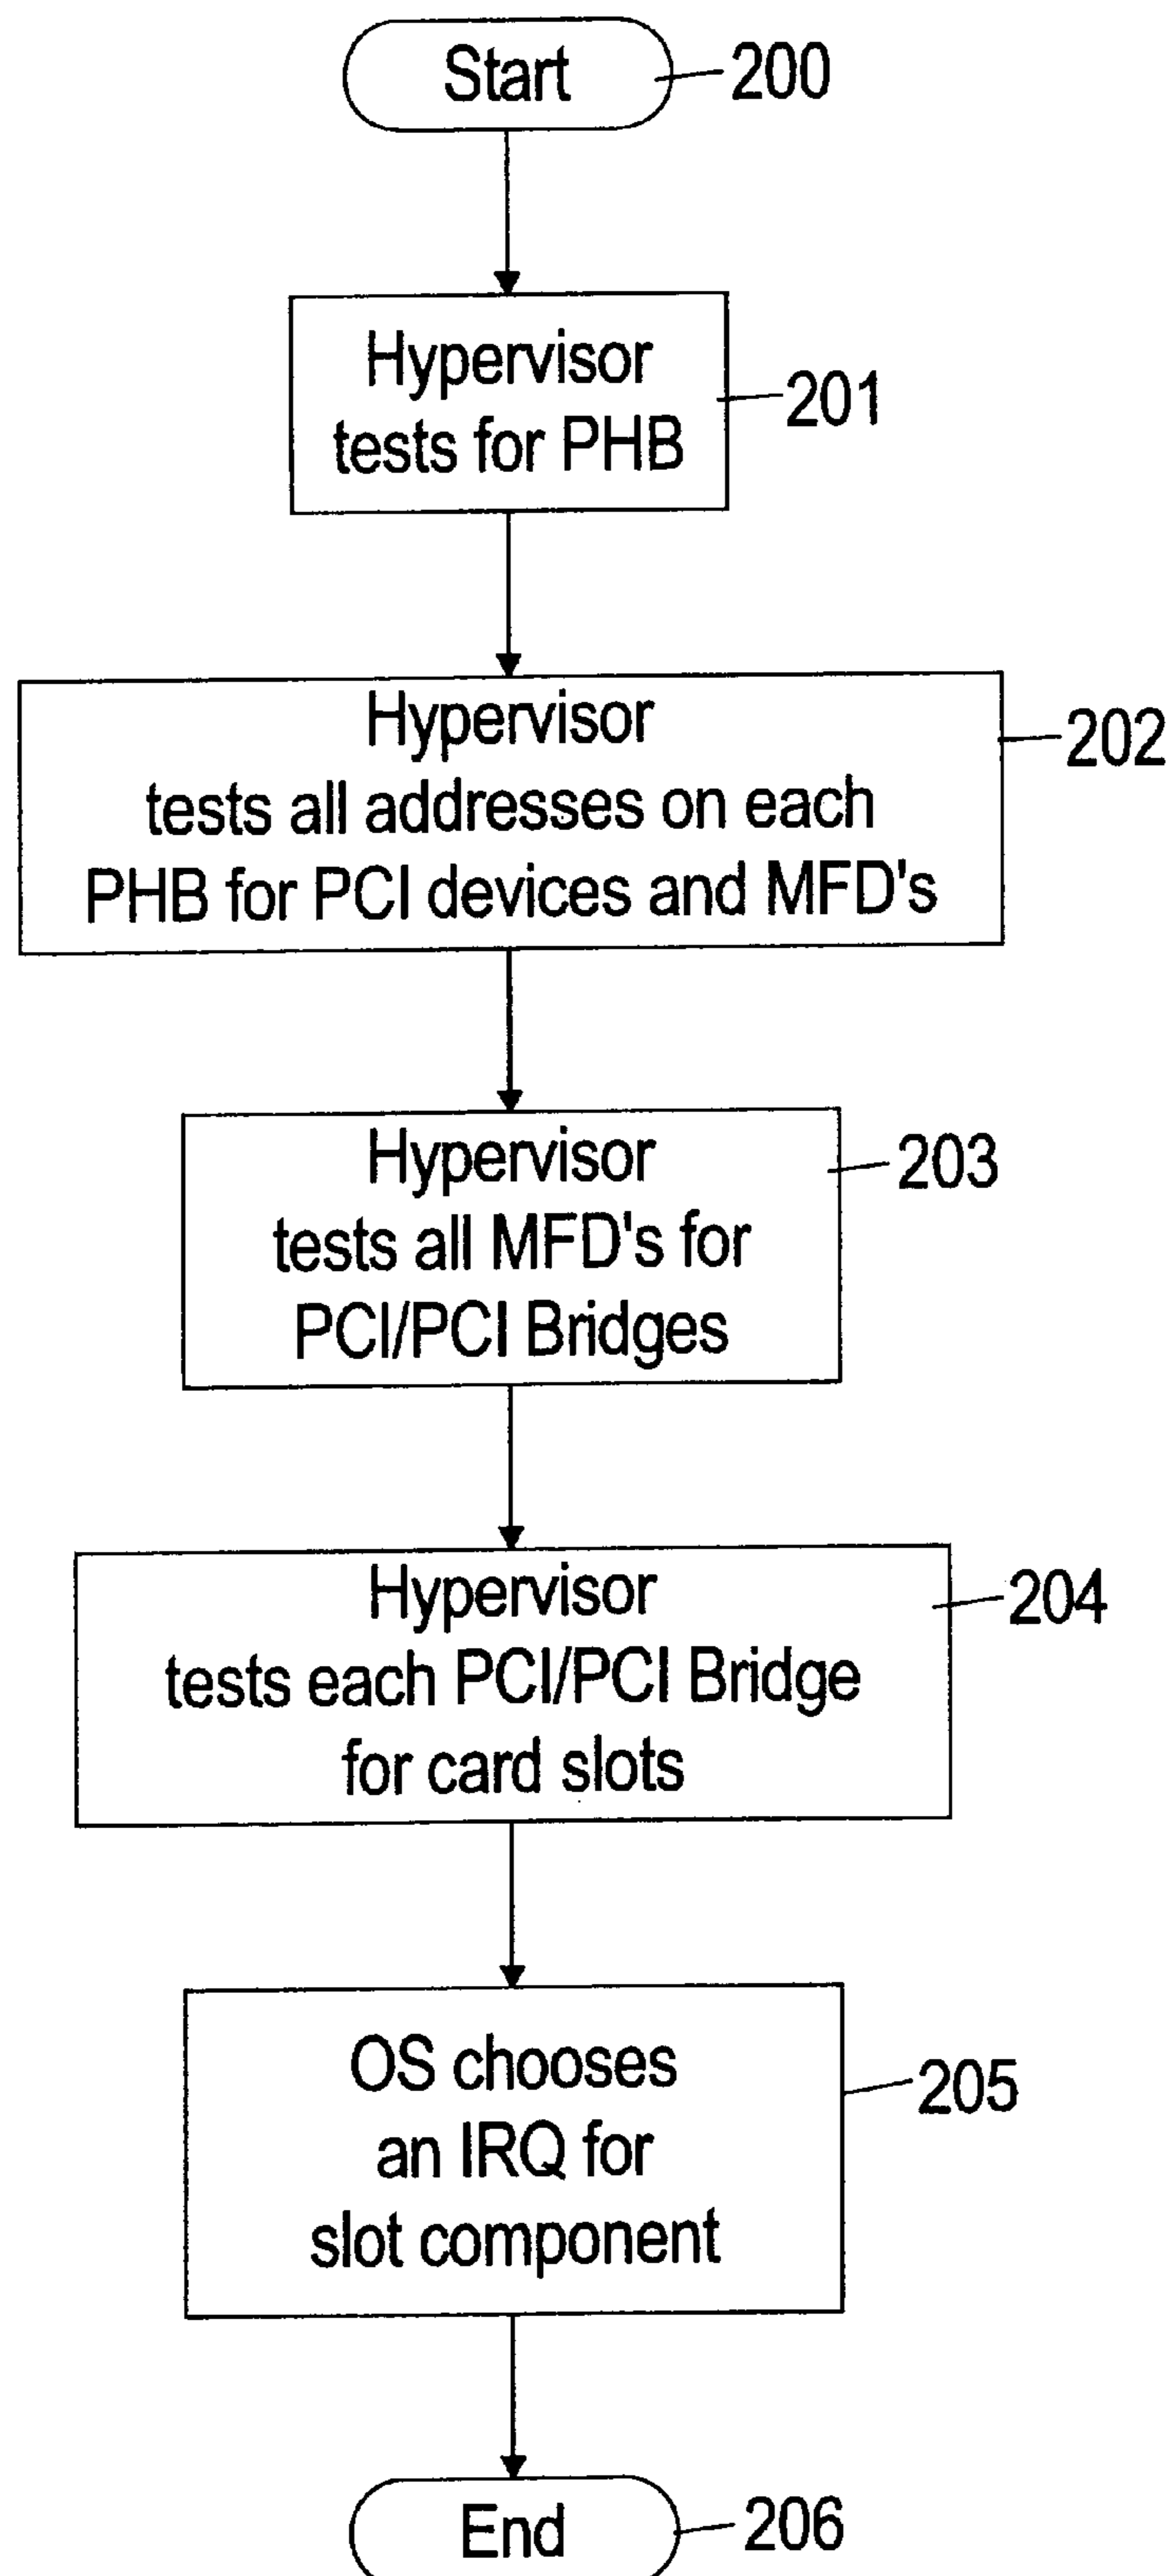 Start
200
Hypervisor
tests for PHB
201
Hypervisor
tests all addresses on each
PHB for PCI devices and MFD's
202
Hypervisor
tests all MFD's for
PCI/PCI Bridges
203
Hypervisor
tests each PCI/PCI Bridge
for card slots
204
OS chooses
an IRQ for
slot component
205
End
206